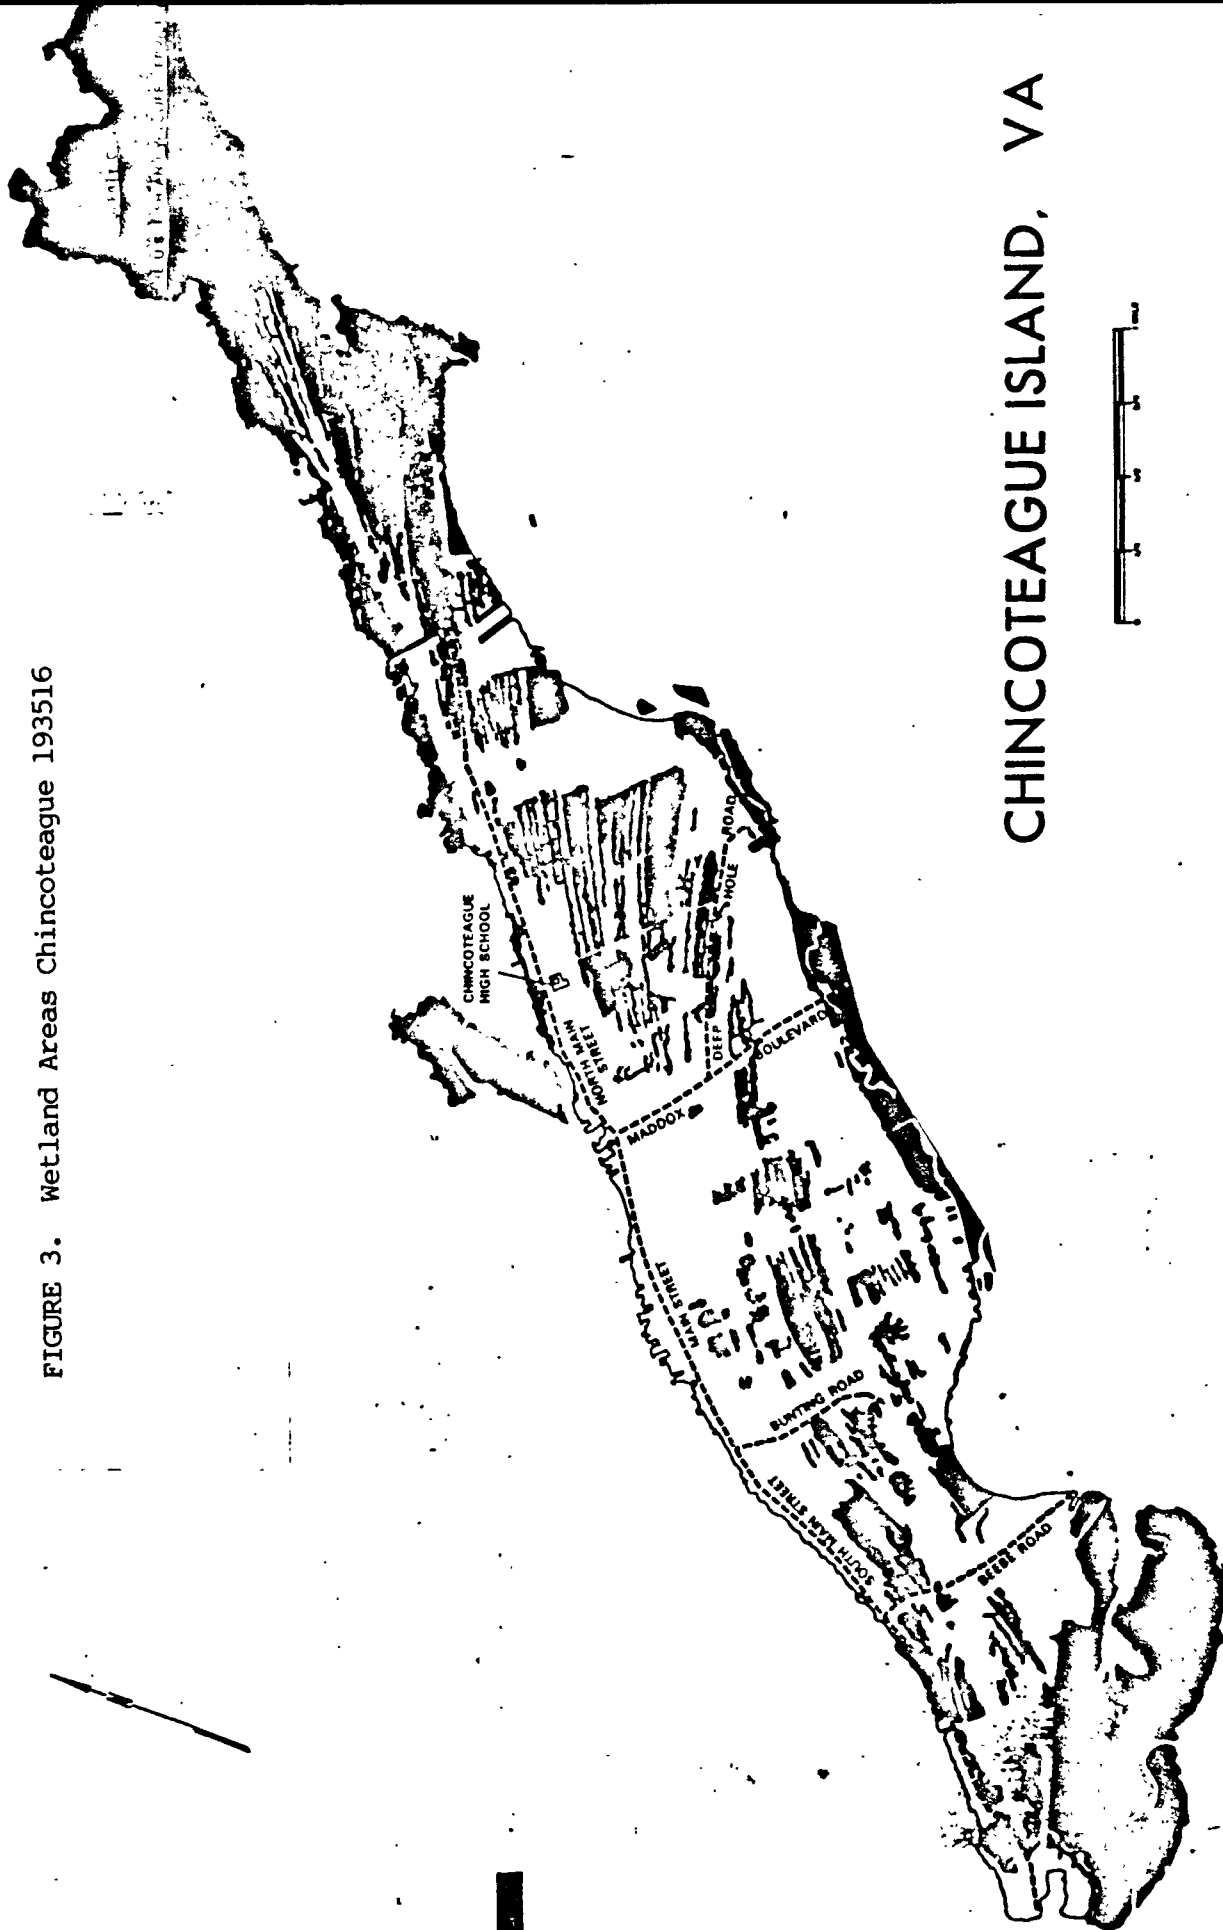 FIGURE 3. Wetland Areas Chincoteague 193516
CHINCOTEAGUE
HIGH SCHOOL
NORTH MAIN
STREET
DEEP
HOLE
ROAD
MADDOX
BOULEVARD
MAIN STREET
BUNTING ROAD
SOUTH MAIN STREET
BEEBE ROAD
CHINCOTEAGUE ISLAND, VA